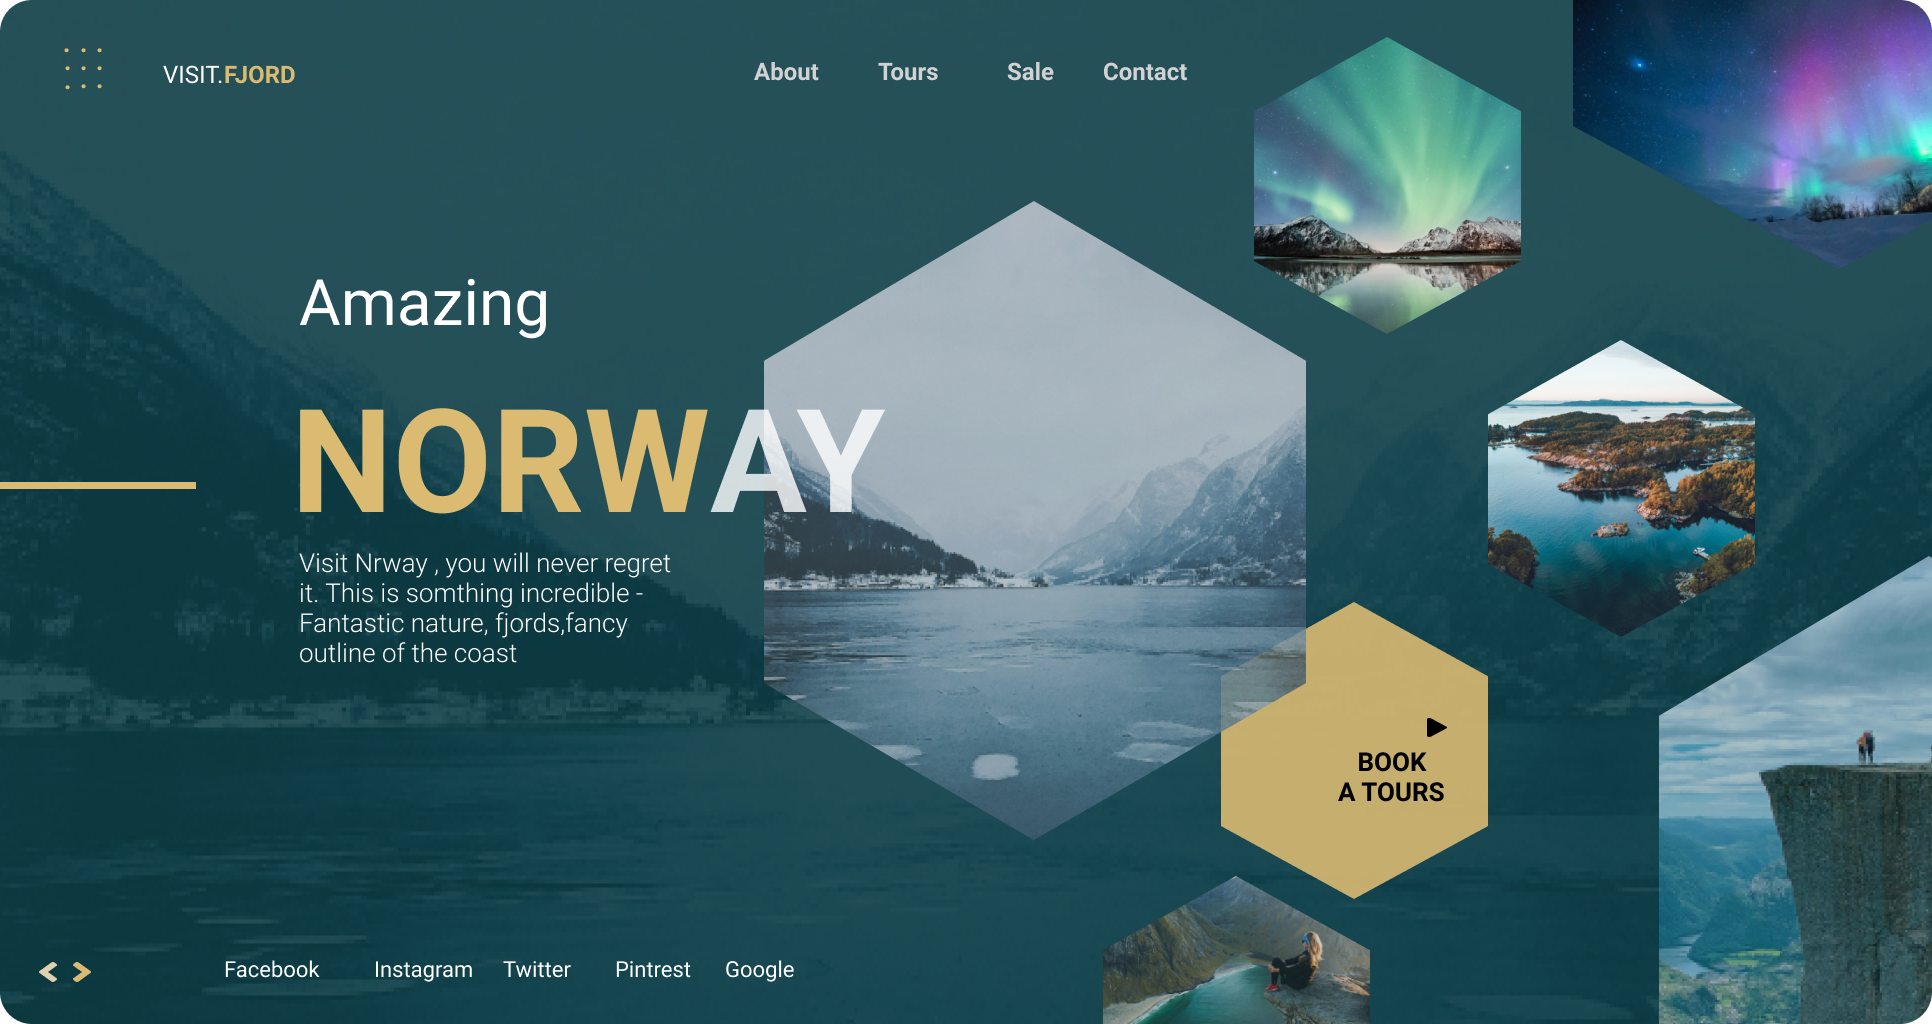 VISIT.FJORD
About Tours Sale Contact
Amazing
NORWAY
Visit Nrway , you will never regret
it. This is somthing incredible -
Fantastic nature, fjords,fancy
outline of the coast
BOOK
A TOURS
Facebook Instagram Twitter Pintrest Google